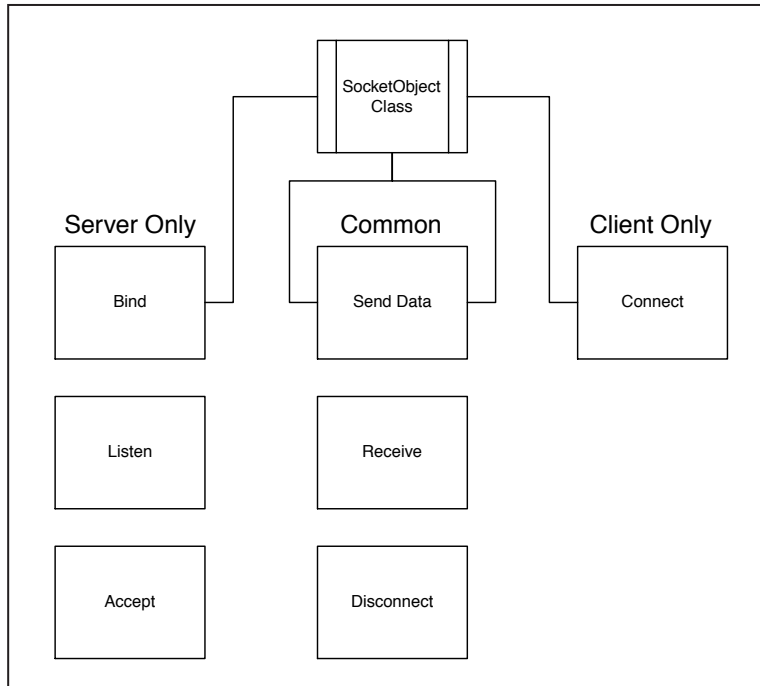 SocketObject
Class
Server Only
Common
Client Only
Bind
Send Data
Connect
Listen
Receive
Accept
Disconnect